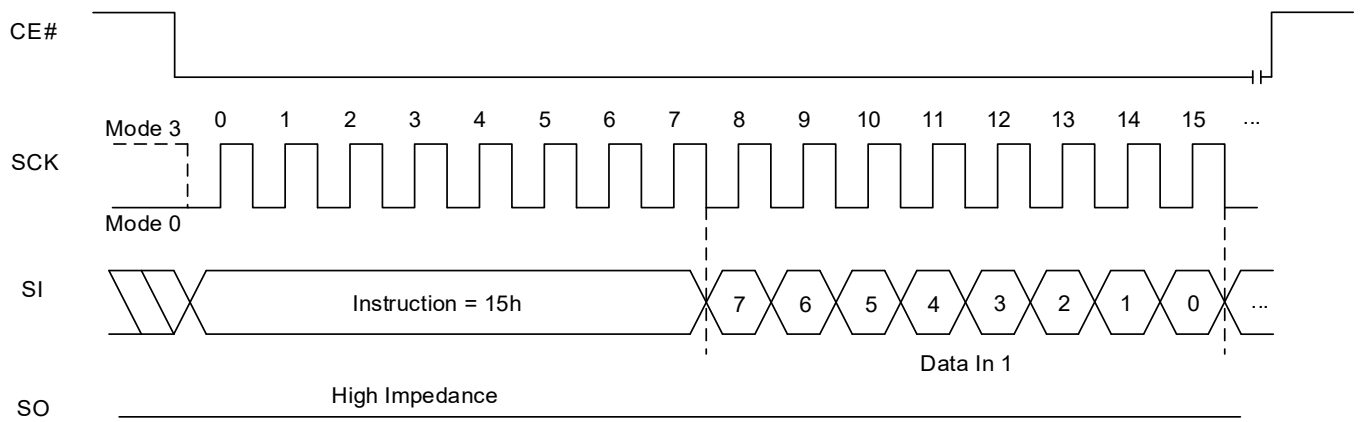 CE#
Mode 3 0 1 2 3 4 5 6 7 8 9 10 11 12 13 14 15 ...
SCK
Mode 0
SI Instruction = 15h 7 6 5 4 3 2 1 0 ...
Data In 1
High Impedance
SO